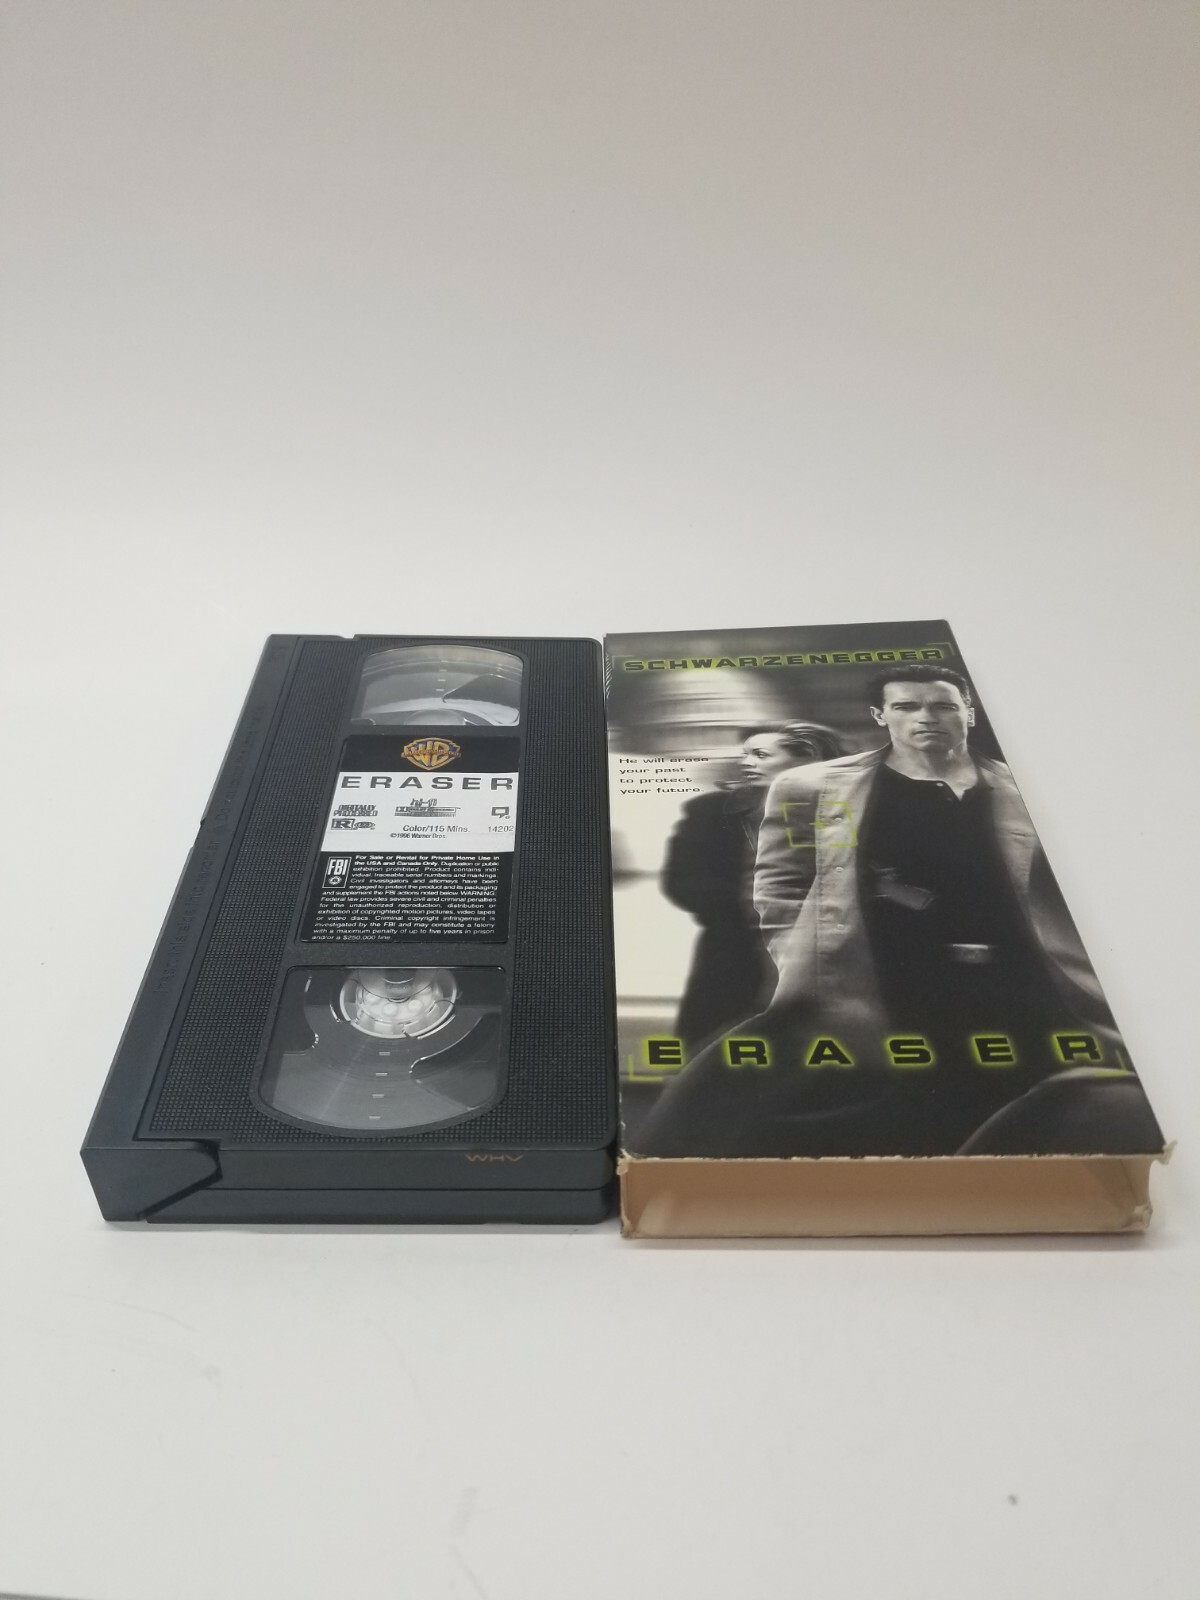 ERASER
DIGITALLY
PROCESSED
hi-fi
R
Color/115 Mins. 14202
©1996 Warner Bros.
FBI
For Sale or Rental for Private Home Use in
the USA and Canada Only. Duplication or public
exhibition prohibited. Product contains indi-
vidual, traceable serial numbers and markings.
Civil investigators and attorneys have been
engaged to protect the product and its packaging
and supplement the FBI actions noted below WARNING:
Federal law provides severe civil and criminal penalties
for the unauthorized reproduction, distribution or
exhibition of copyrighted motion pictures, video tapes
or video discs. Criminal copyright infringement is
investigated by the FBI and may constitute a felony
with a maximum penalty of up to five years in prison
and/or a $250,000 fine.
WHV
SCHWARZENEGGER
He will erase
your past
to protect
your future.
ERASER